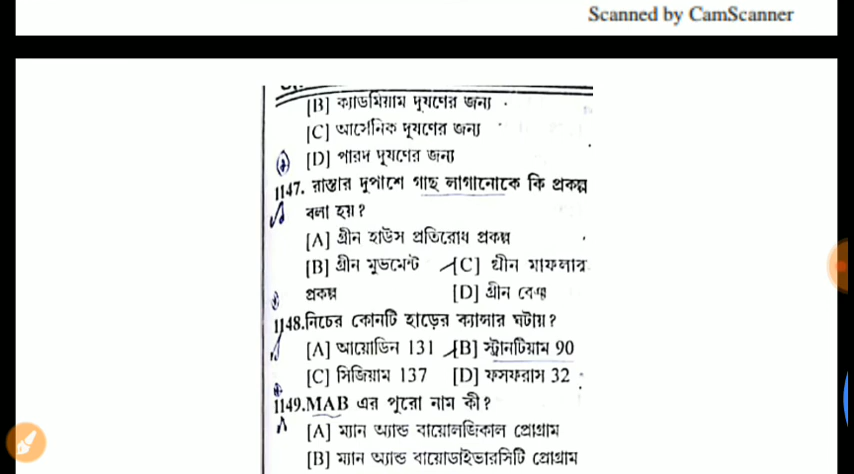 Scanned by CamScanner
[B] ক্যাডমিয়াম দূষণের জন্য
[C] আর্সেনিক দূষণের জন্য
[D] পারদ দূষণের জন্য
1147. রাস্তার দুপাশে গাছ লাগানোকে কি প্রকল্প
বলা হয়?
[A] গ্রীন হাউস প্রতিরোধ প্রকল্প
[B] গ্রীন মুভমেন্ট [C] গ্রীন মাফলার
প্রকল্প [D] গ্রীন বেঞ্চ
1148.নিচের কোনটি হাড়ের ক্যান্সার ঘটায়?
[A] আয়োডিন 131 [B] স্ট্রানটিয়াম 90
[C] সিজিয়াম 137 [D] ফসফরাস 32
1149.MAB এর পুরো নাম কী?
[A] ম্যান অ্যান্ড বায়োলজিকাল প্রোগ্রাম
[B] ম্যান অ্যান্ড বায়োডাইভারসিটি প্রোগ্রাম